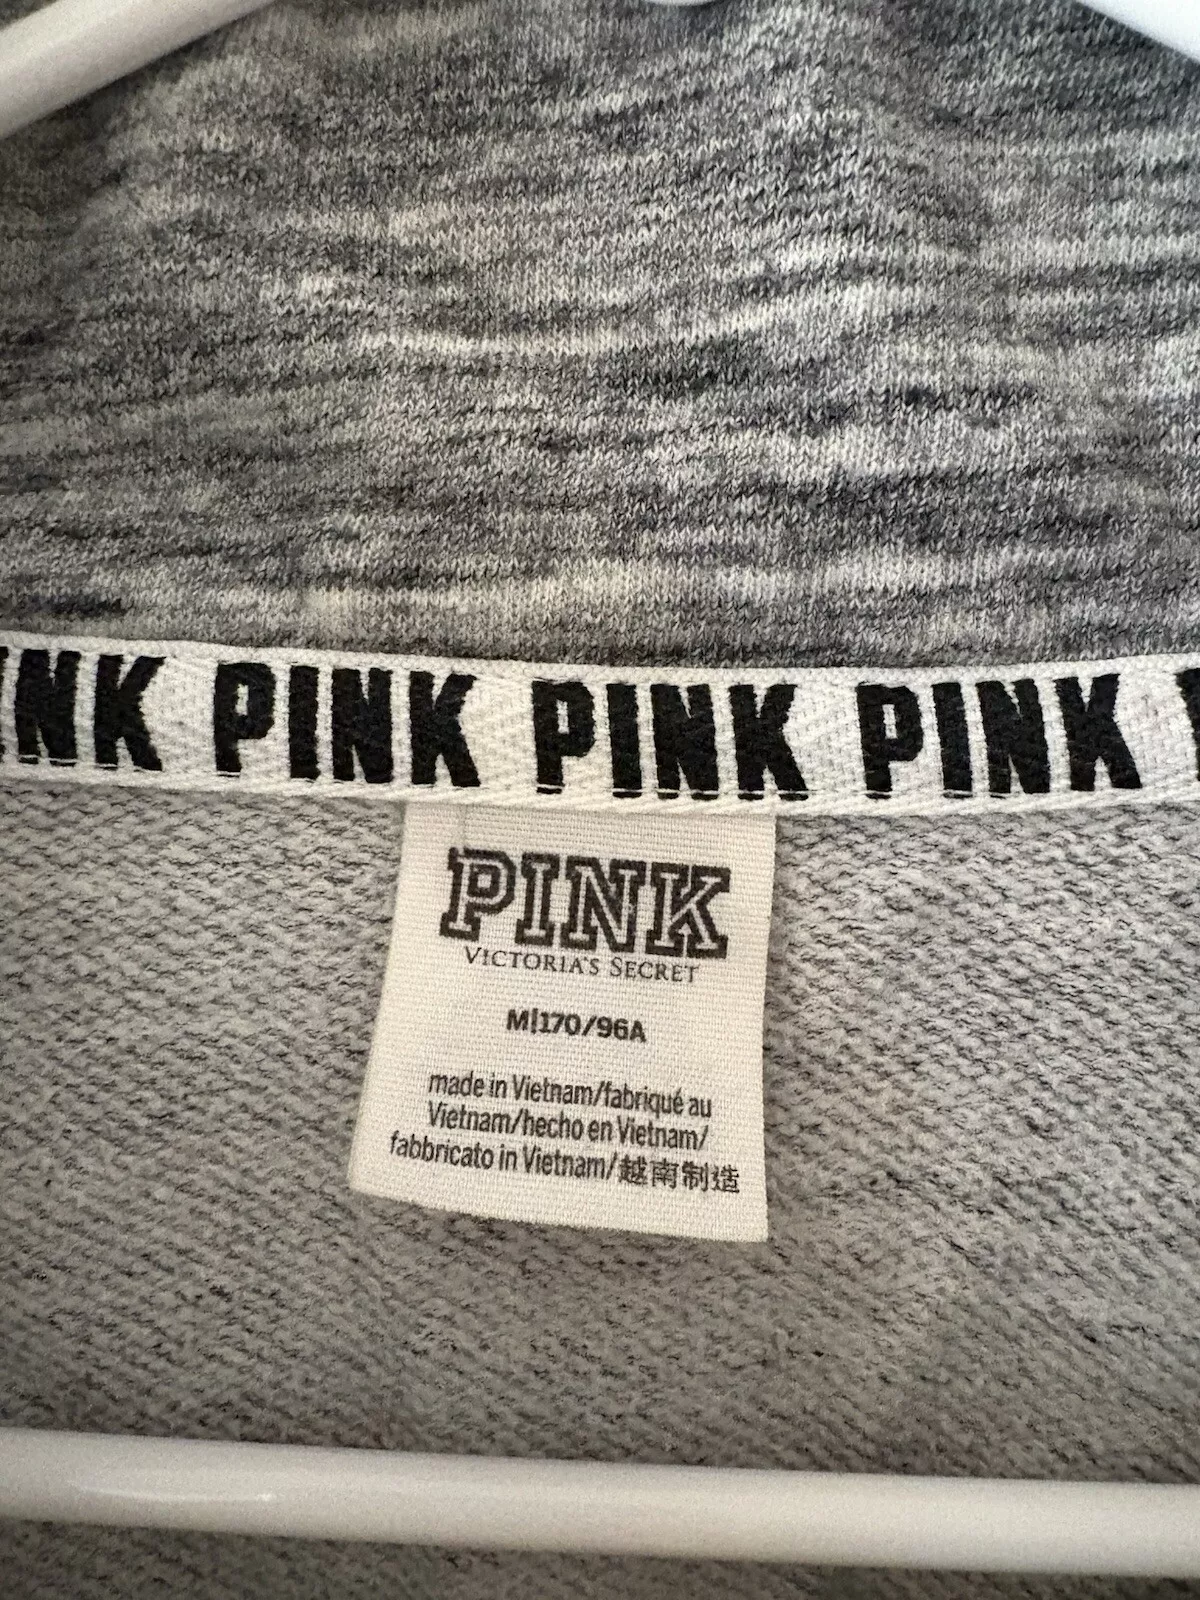 INK PINK PINK PINK
PINK
VICTORIA'S SECRET
M|170/96A
made in Vietnam/fabriqué au
Vietnam/hecho en Vietnam/
fabbricato in Vietnam/越南制造